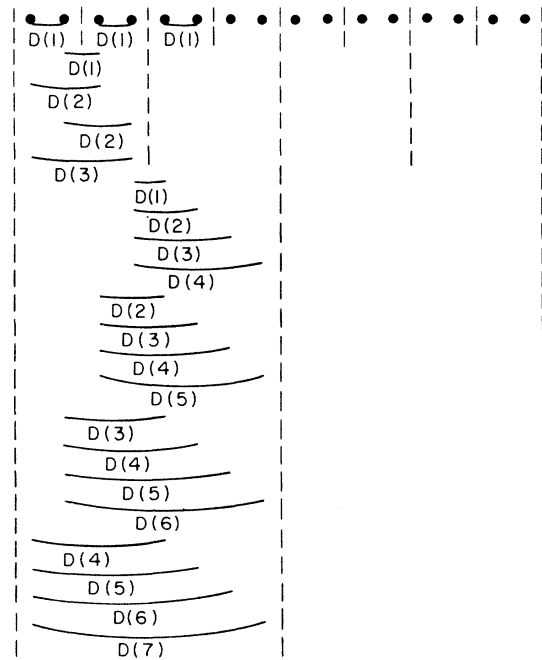 D(1) D(1) D(1)
D(1)
D(2)
D(2)
D(3)
D(1)
D(2)
D(3)
D(4)
D(2)
D(3)
D(4)
D(5)
D(3)
D(4)
D(5)
D(6)
D(4)
D(5)
D(6)
D(7)